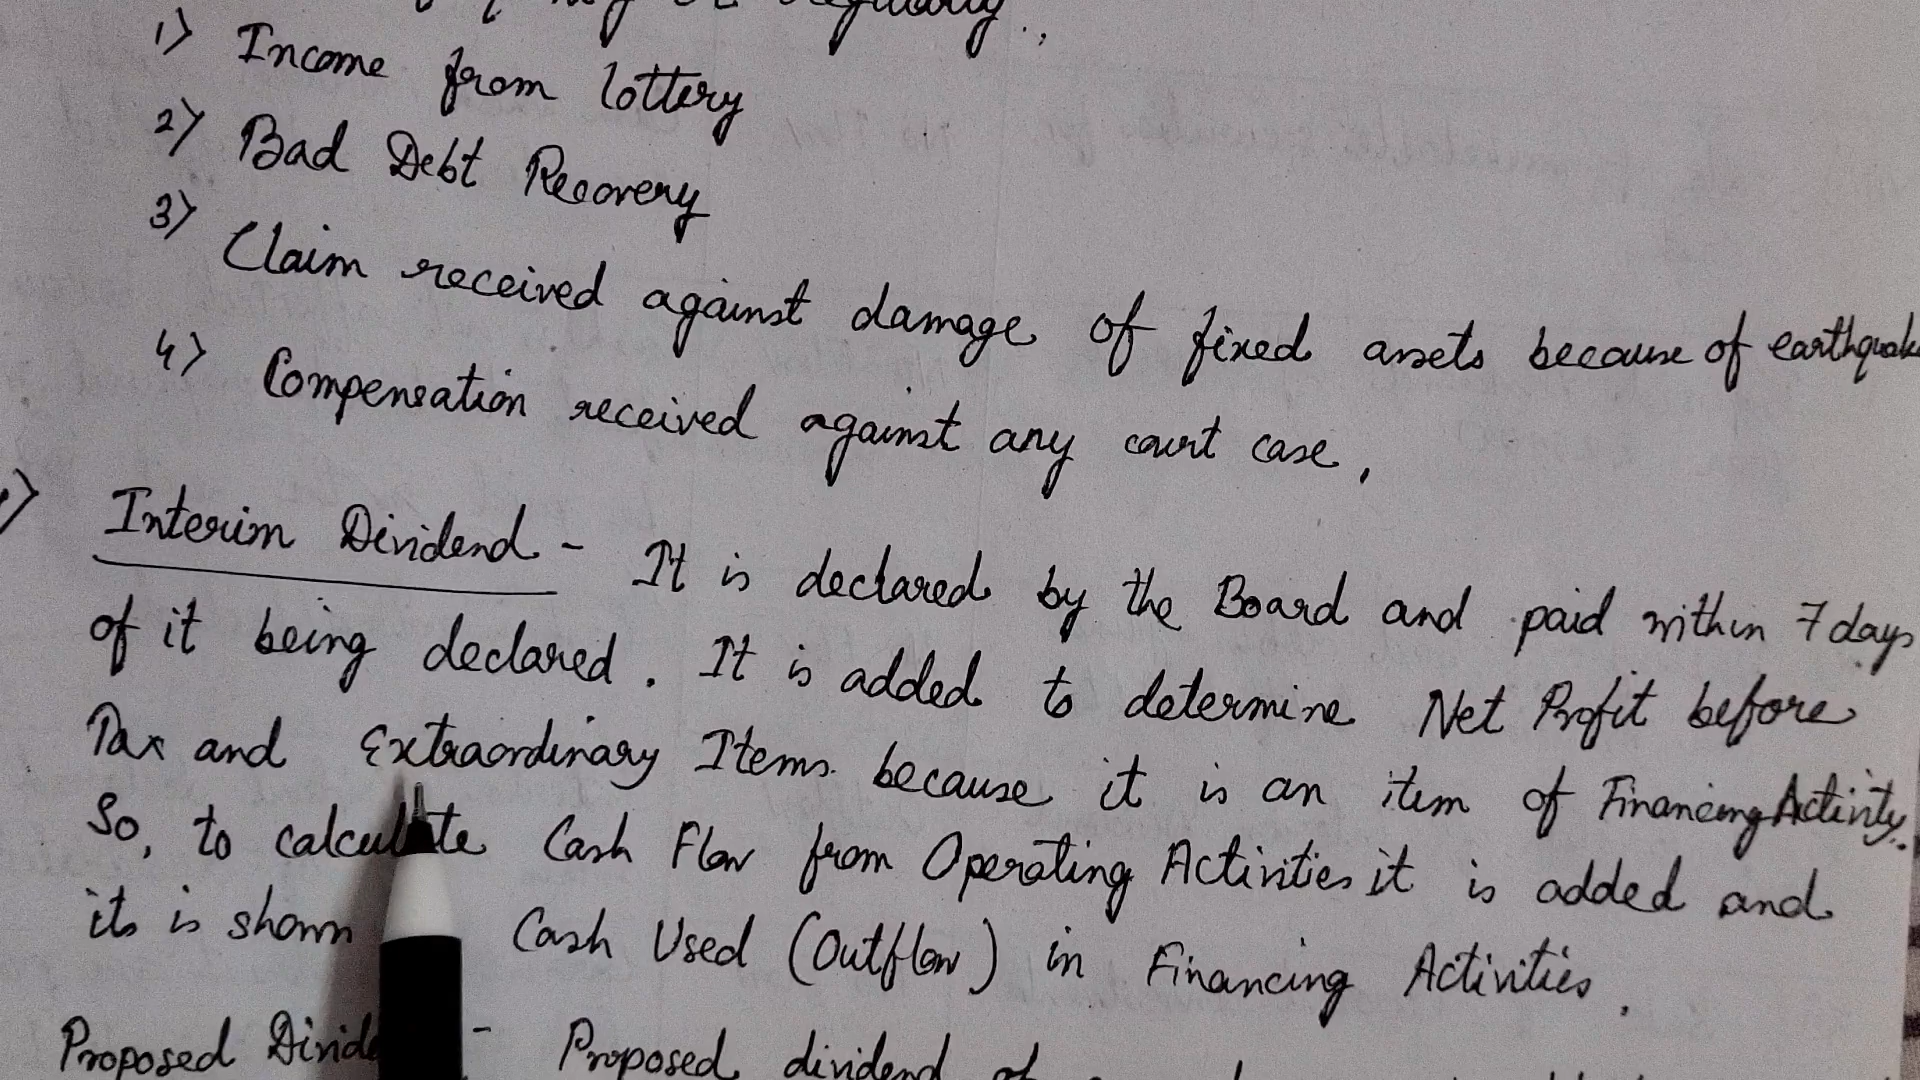 regularly.,
1) Income from lottery
2) Bad Debt Recovery
3) Claim received against damage of fixed assets because of earthquake
4) Compensation received against any court case.
Interim Dividend - It is declared by the Board and paid within 7 days
of it being declared. It is added to determine Net Profit before
Tax and Extraordinary Items because it is an item of Financing Activity.
So, to calculate Cash Flow from Operating Activities it is added and
it is shown Cash Used (Outflow) in Financing Activities.
Proposed - Proposed dividend of